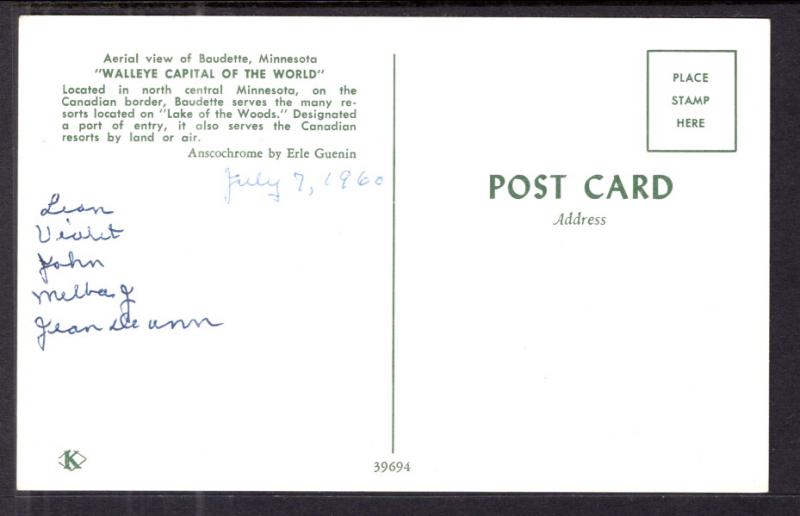 Aerial view of Baudette, Minnesota
"WALLEYE CAPITAL OF THE WORLD"
Located in north central Minnesota, on the
Canadian border, Baudette serves the many re-
sorts located on "Lake of the Woods." Designated
a port of entry, it also serves the Canadian
resorts by land or air.
Anscochrome by Erle Guenin
July 7, 1960
Leon
Violet
John
Melba J
Jean De ann
K
39694
PLACE
STAMP
HERE
POST CARD
Address